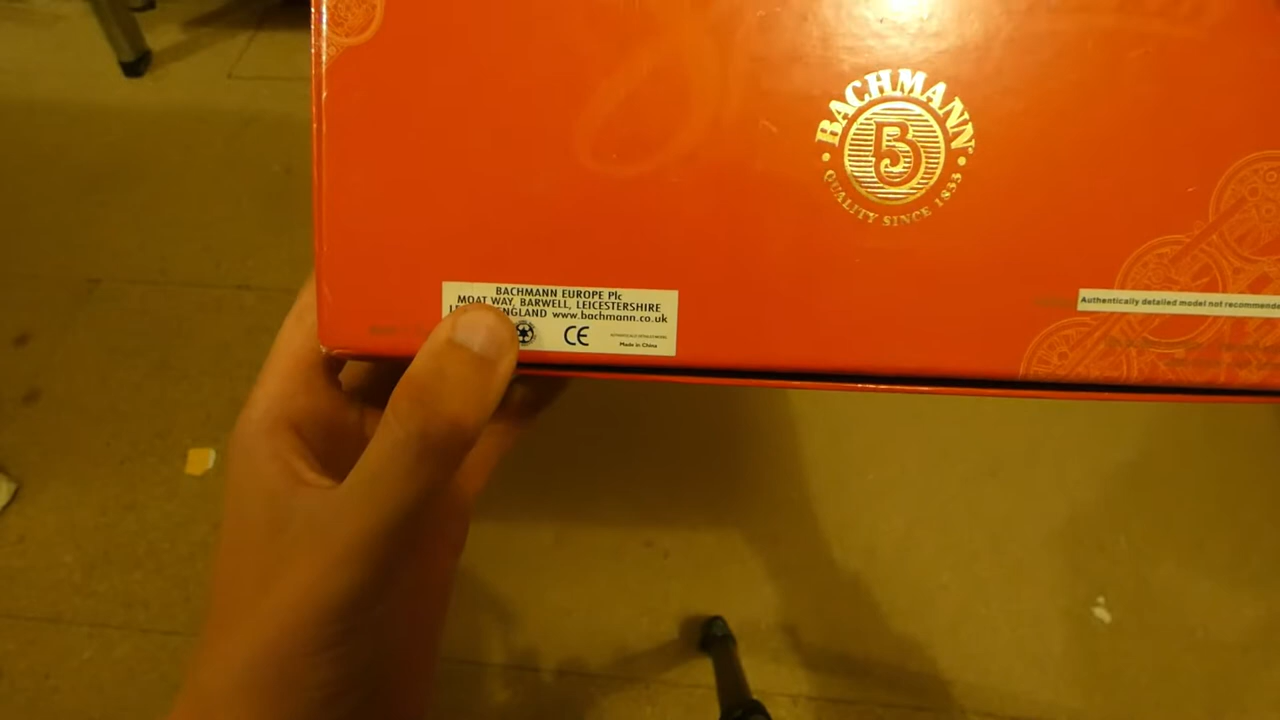 BACHMANN
B
QUALITY SINCE 1833
BACHMANN EUROPE Plc
MOAT WAY, BARWELL, LEICESTERSHIRE
ENGLAND www.bachmann.co.uk
CE
Made in China
Authentically detailed model not recommende